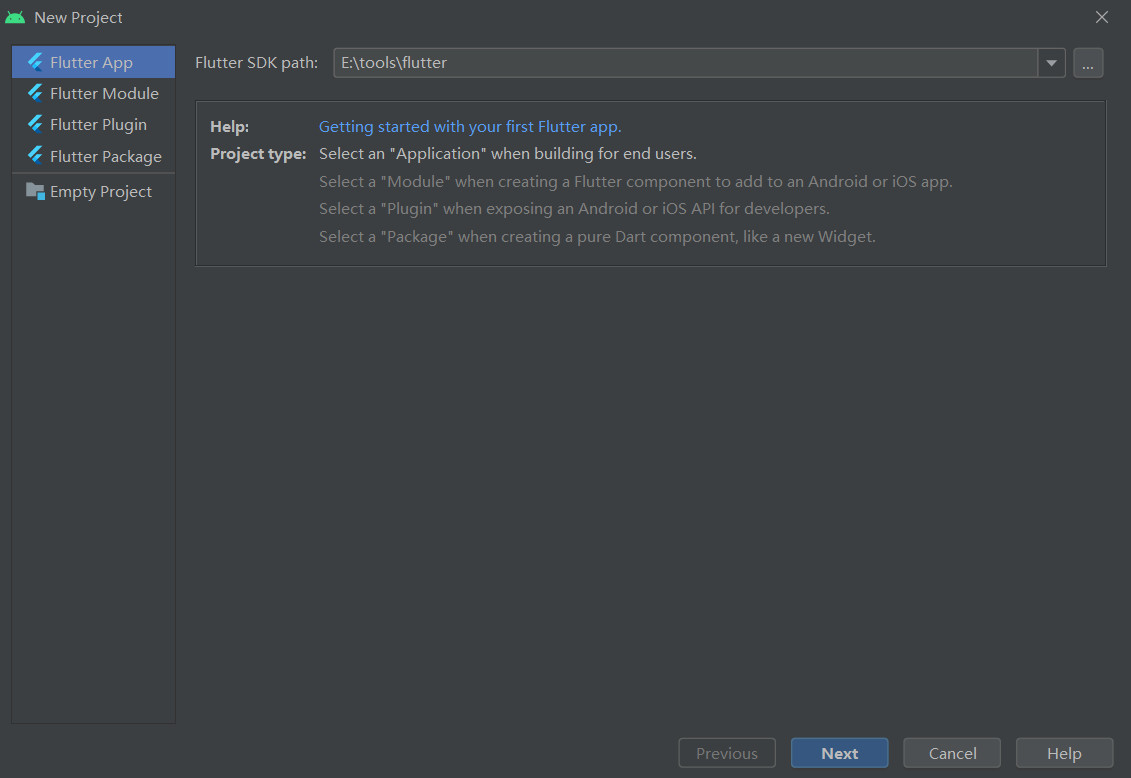 New Project
Flutter App
Flutter Module
Flutter Plugin
Flutter Package
Empty Project
Flutter SDK path: E:\tools\flutter ...
Help: Getting started with your first Flutter app.
Project type: Select an "Application" when building for end users.
Select a "Module" when creating a Flutter component to add to an Android or iOS app.
Select a "Plugin" when exposing an Android or iOS API for developers.
Select a "Package" when creating a pure Dart component, like a new Widget.
Previous Next Cancel Help